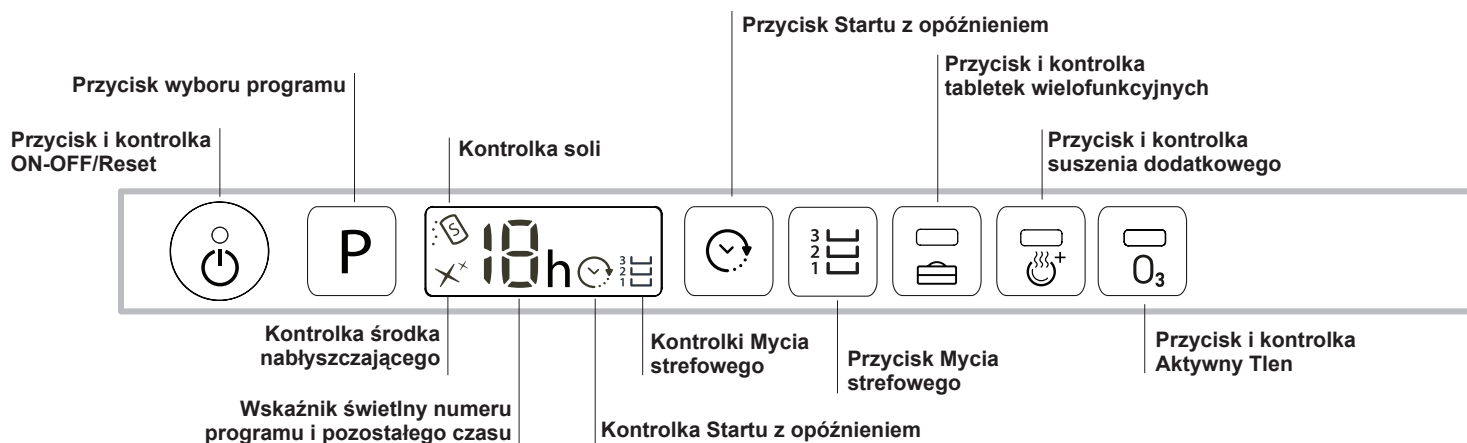 Przycisk Startu z opóźnieniem
Przycisk i kontrolka
tabletek wielofunkcyjnych
Przycisk wyboru programu
Przycisk i kontrolka
ON-OFF/Reset
Kontrolka soli
Przycisk i kontrolka
suszenia dodatkowego
P
S
18h
3
2
1
3
2
1
+
O3
Kontrolka środka
nabłyszczającego
Kontrolki Mycia
strefowego
Przycisk Mycia
strefowego
Przycisk i kontrolka
Aktywny Tlen
Wskaźnik świetlny numeru
programu i pozostałego czasu
Kontrolka Startu z opóźnieniem